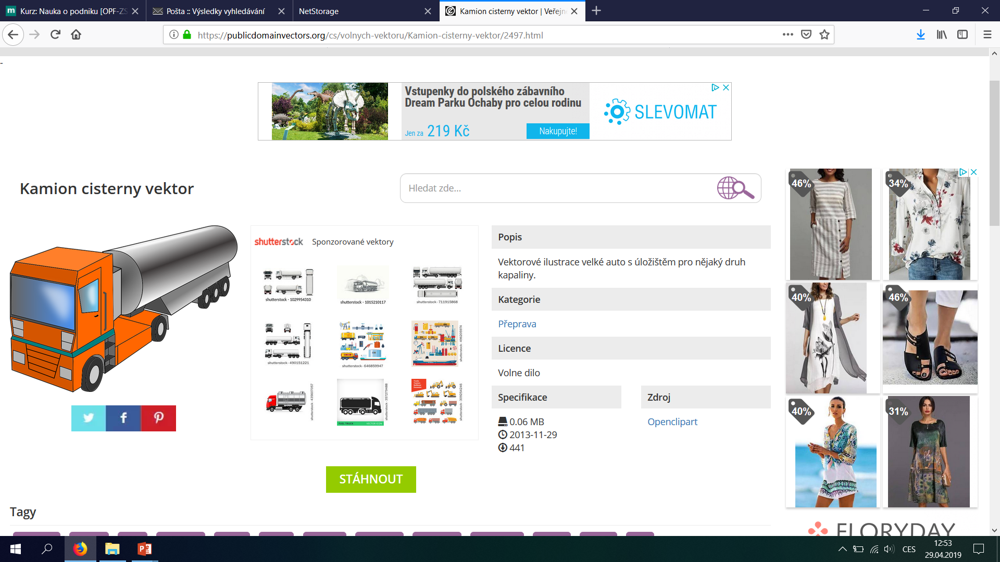 Kurz: Nauka o podniku [OPF-ZS
Pošta :: Výsledky vyhledávání
NetStorage
Kamion cisterny vektor | Veřejn
https://publicdomainvectors.org/cs/volnych-vektoru/Kamion-cisterny-vektor/2497.html
-
Vstupenky do polského zábavního
Dream Parku Ochaby pro celou rodinu
Jen za 219 Kč
Nakupujte!
SLEVOMAT
Kamion cisterny vektor
Hledat zde...
shutterstock Sponzorované vektory
shutterstock · 1029954310
shutterstock · 1015210117
shutterstock · 711915868
shutterstock · 490151221
shutterstock · 646859947
shutterstock · 496205974
shutterstock · 435607057
shutterstock · 357279488
FUEL TRUCK VECTOR ICON
shutterstock · 309254246
STÁHNOUT
Popis
Vektorové ilustrace velké auto s úložištěm pro nějaký druh
kapaliny.
Kategorie
Přeprava
Licence
Volne dilo
Specifikace
0.06 MB
2013-11-29
441
Zdroj
Openclipart
46%
34%
40%
46%
40%
31%
FLORYDAY
Tagy
CES
12:53
29.04.2019